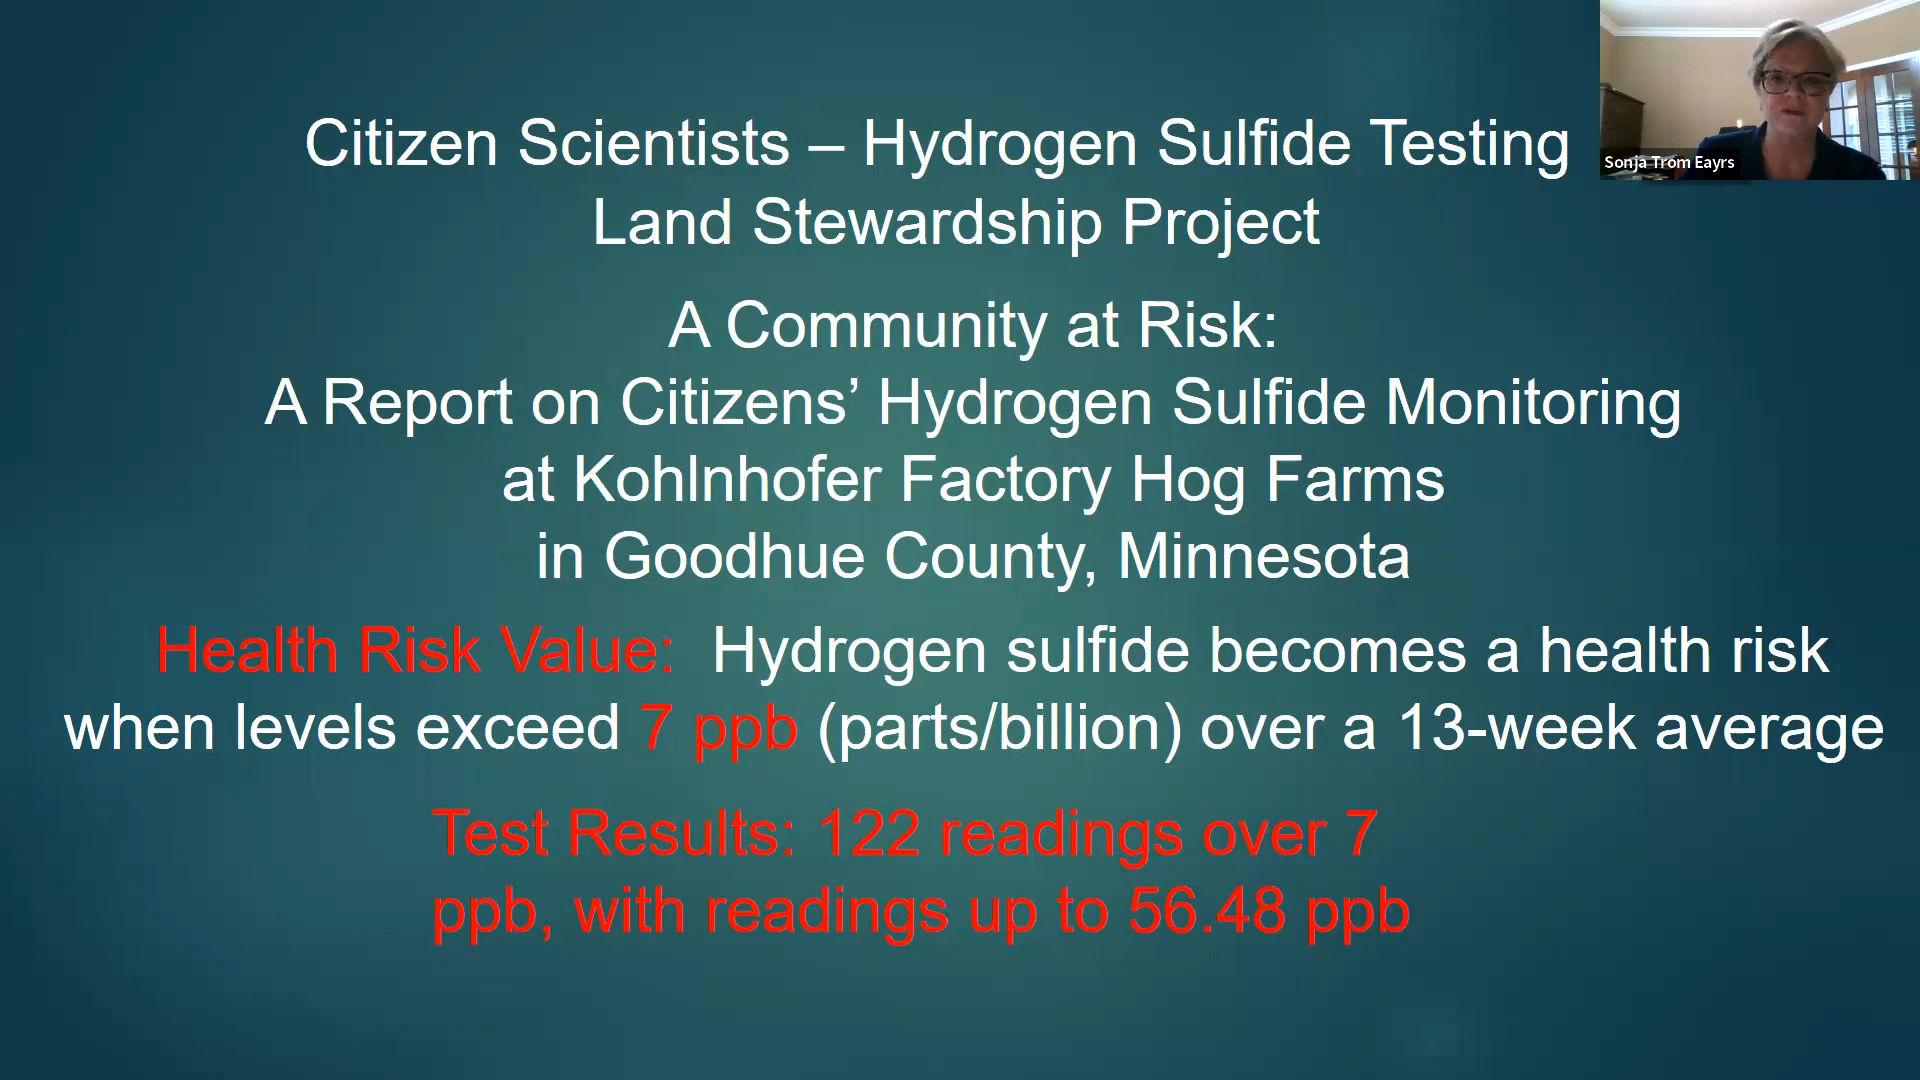 Citizen Scientists – Hydrogen Sulfide Testing
Land Stewardship Project
A Community at Risk:
A Report on Citizens’ Hydrogen Sulfide Monitoring
at Kohlnhofer Factory Hog Farms
in Goodhue County, Minnesota
Health Risk Value: Hydrogen sulfide becomes a health risk
when levels exceed 7 ppb (parts/billion) over a 13-week average
Test Results: 122 readings over 7
ppb, with readings up to 56.48 ppb
Sonja Trom Eayrs